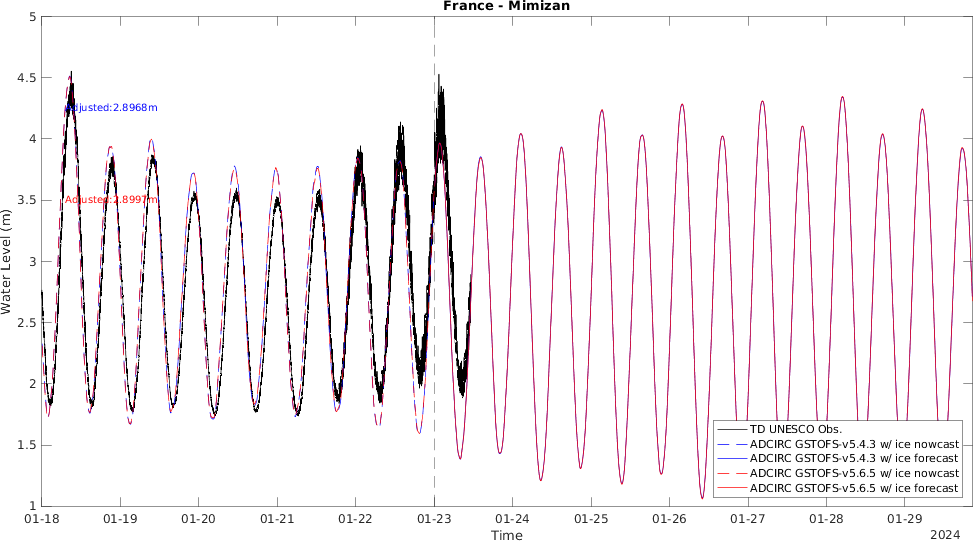 France - Mimizan
Water Level (m)
5
4.5
4
3.5
3
2.5
2
1.5
1
Adjusted:2.8968m
Adjusted:2.8997m
TD UNESCO Obs.
ADCIRC GSTOFS-v5.4.3 w/ ice nowcast
ADCIRC GSTOFS-v5.4.3 w/ ice forecast
ADCIRC GSTOFS-v5.6.5 w/ ice nowcast
ADCIRC GSTOFS-v5.6.5 w/ ice forecast
01-18 01-19 01-20 01-21 01-22 01-23 01-24 01-25 01-26 01-27 01-28 01-29
Time
2024